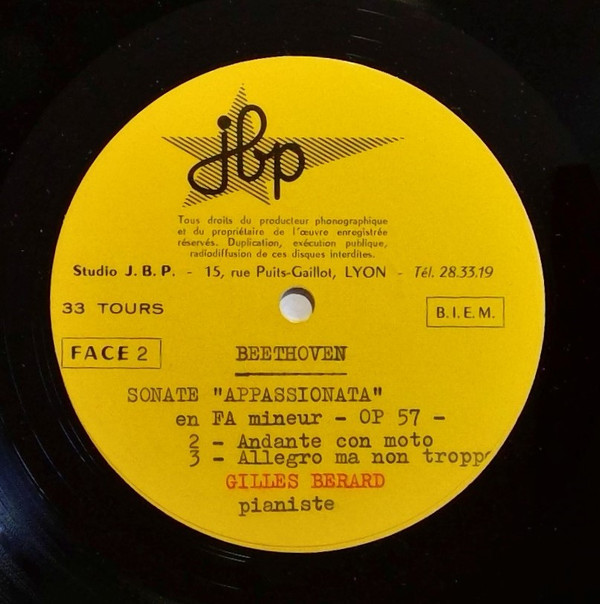 jbp
Tous droits du producteur phonographique
et du propriétaire de l'œuvre enregistrée
réservés. Duplication, exécution publique,
radiodiffusion de ces disques interdites.
Studio J. B. P. - 15, rue Puits-Gaillot, LYON - Tél. 28.33.19
33 TOURS
B.I.E.M.
FACE 2
BEETHOVEN
SONATE "APPASSIONATA"
en FA mineur - OP 57 -
2 - Andante con moto
3 - Allegro ma non troppo
GILLES BERARD
pianiste